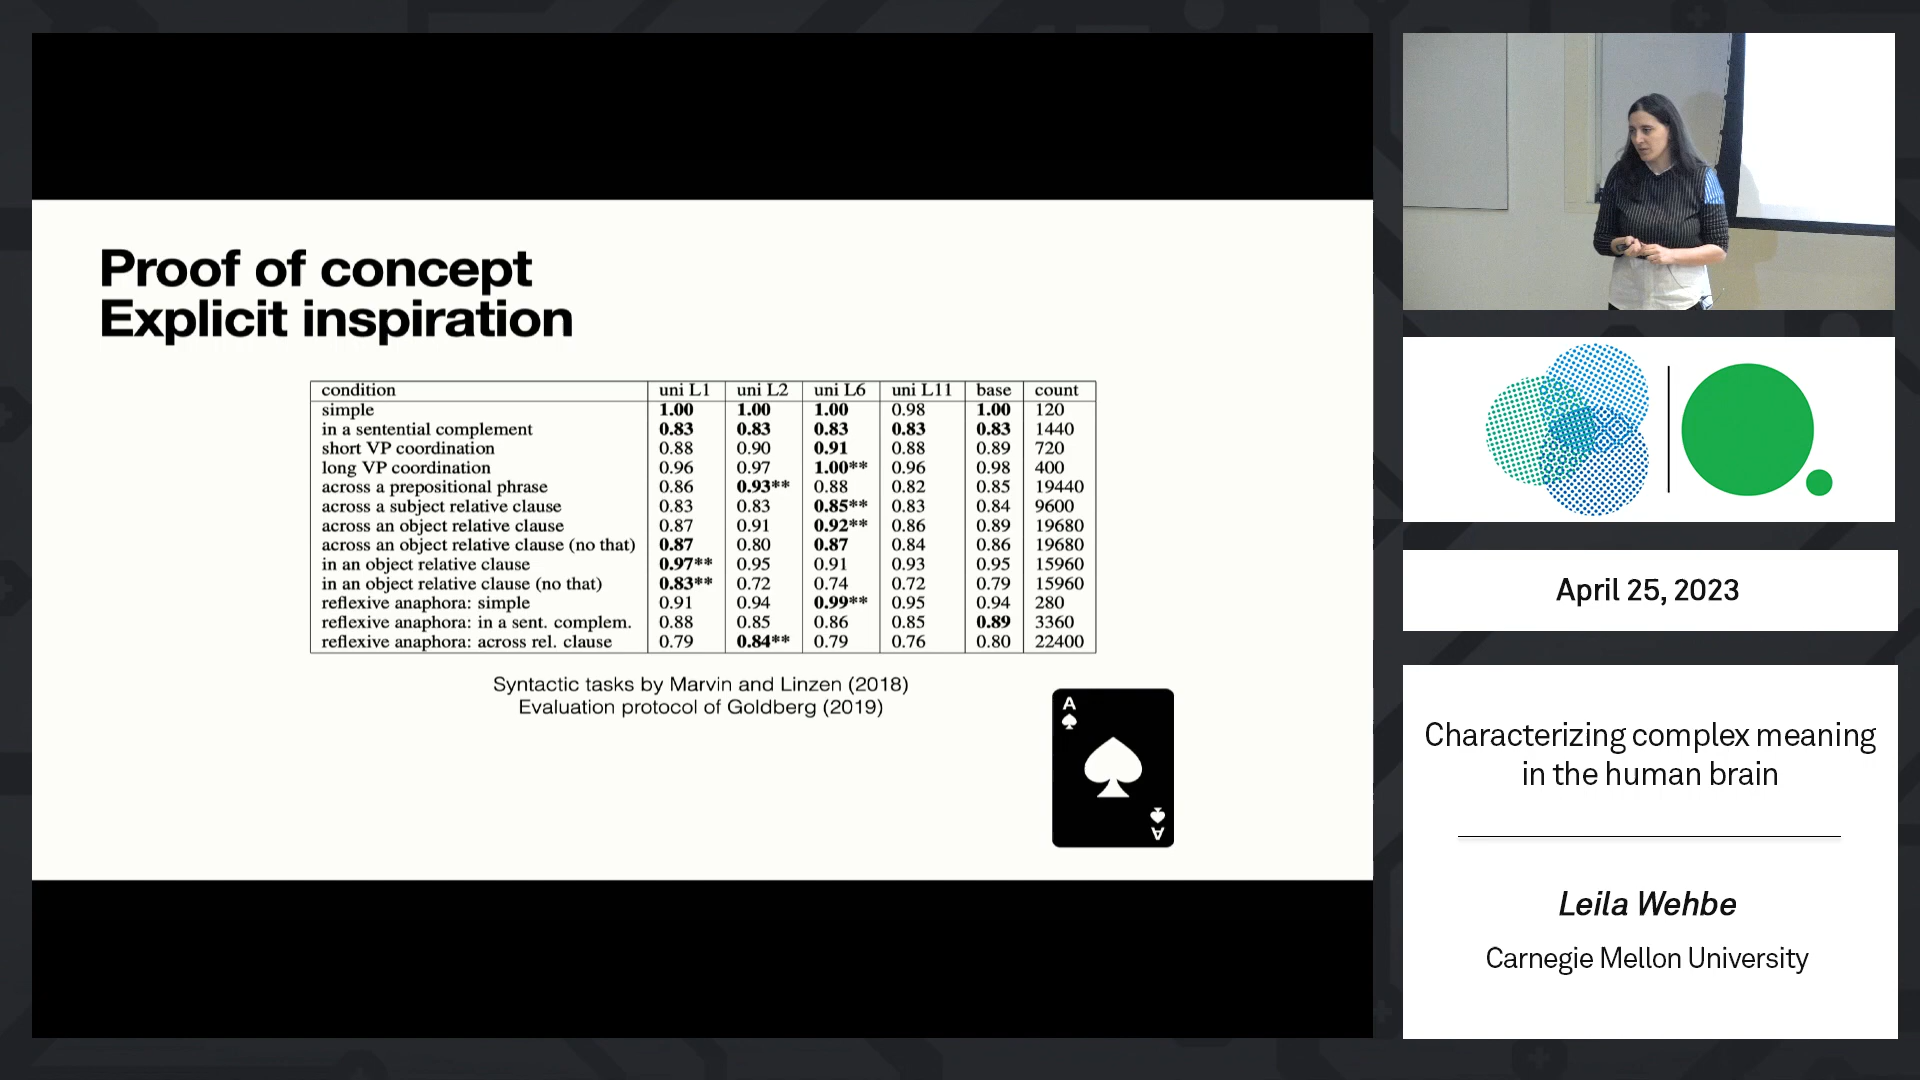 Proof of concept
Explicit inspiration
condition uni L1 uni L2 uni L6 uni L11 base count
simple 1.00 1.00 1.00 0.98 1.00 120
in a sentential complement 0.83 0.83 0.83 0.83 0.83 1440
short VP coordination 0.88 0.90 0.91 0.88 0.89 720
long VP coordination 0.96 0.97 1.00** 0.96 0.98 400
across a prepositional phrase 0.86 0.93** 0.88 0.82 0.85 19440
across a subject relative clause 0.83 0.83 0.85** 0.83 0.84 9600
across an object relative clause 0.87 0.91 0.92** 0.86 0.89 19680
across an object relative clause (no that) 0.87 0.80 0.87 0.84 0.86 19680
in an object relative clause 0.97** 0.95 0.91 0.93 0.95 15960
in an object relative clause (no that) 0.83** 0.72 0.74 0.72 0.79 15960
reflexive anaphora: simple 0.91 0.94 0.99** 0.95 0.94 280
reflexive anaphora: in a sent. complem. 0.88 0.85 0.86 0.85 0.89 3360
reflexive anaphora: across rel. clause 0.79 0.84** 0.79 0.76 0.80 22400
Syntactic tasks by Marvin and Linzen (2018)
Evaluation protocol of Goldberg (2019)
A
A
April 25, 2023
Characterizing complex meaning
in the human brain
Leila Wehbe
Carnegie Mellon University